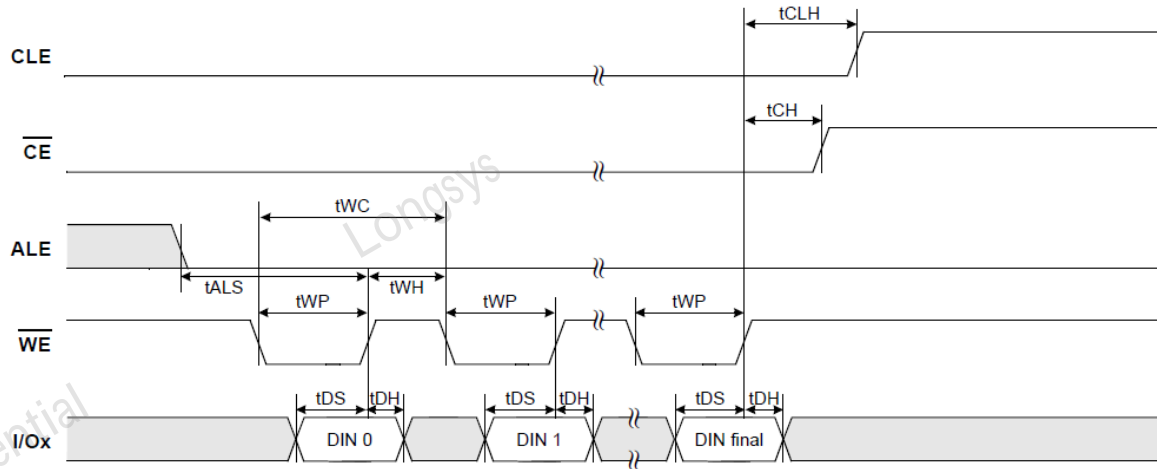 tCLH
CLE
tCH
CE
Longsys
tWC
ALE
tALS
tWH
tWP
tWP
tWP
WE
tDS
tDH
tDS
tDH
tDS
tDH
ential
I/Ox
DIN 0
DIN 1
DIN final